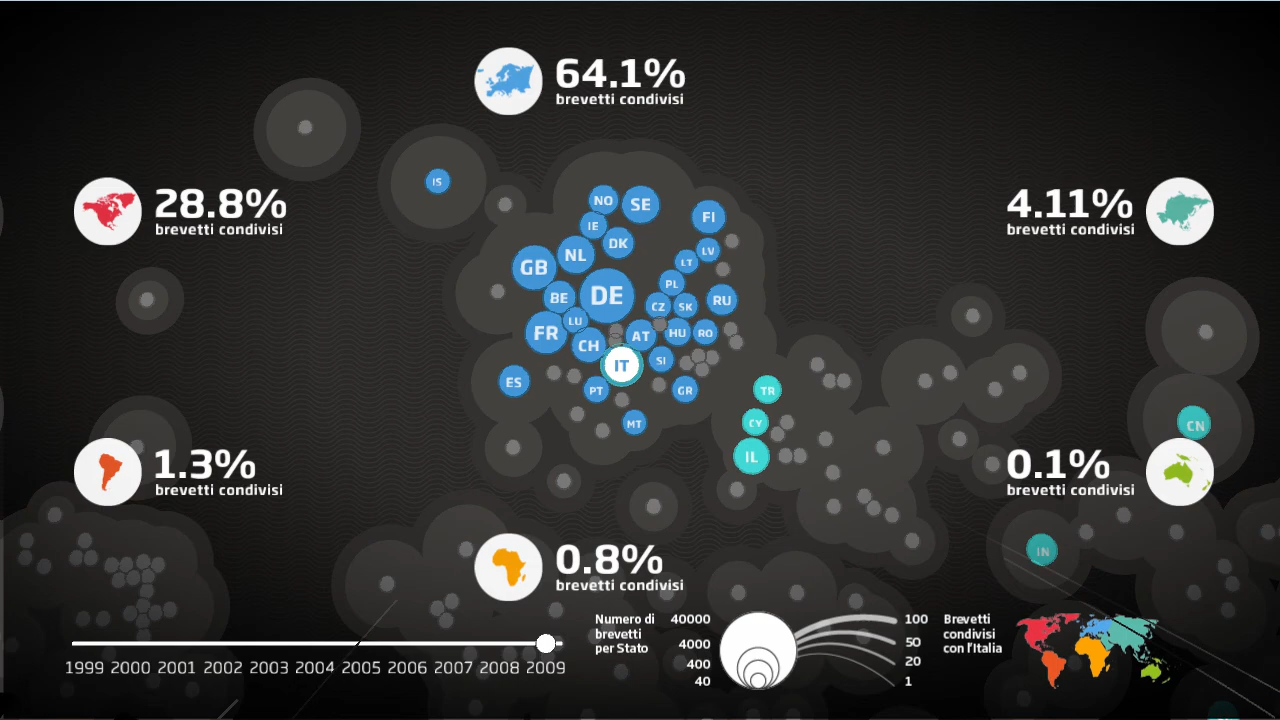 64.1%
brevetti condivisi
28.8%
brevetti condivisi
4.11%
brevetti condivisi
IS
NO
SE
FI
IE
DK
LV
NL
LT
GB
PL
BE
DE
CZ
SK
RU
LU
FR
AT
HU
RO
CH
IT
SI
ES
PT
GR
TR
MT
CY
CN
IL
1.3%
brevetti condivisi
0.1%
brevetti condivisi
IN
0.8%
brevetti condivisi
Numero di
brevetti
per Stato
40000
4000
400
40
100
50
20
1
Brevetti
condivisi
con l'Italia
1999 2000 2001 2002 2003 2004 2005 2006 2007 2008 2009